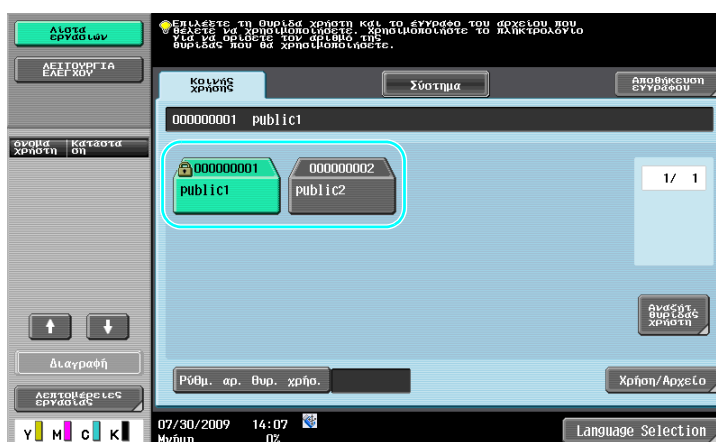 Λίστα
εργασιών
Επιλέξτε τη θυρίδα χρήστη και το έγγραφο του αρχείου που
θέλετε να χρησιμοποιήσετε. Χρησιμοποιήστε το πληκτρολόγιο
για να ορίσετε τον αριθμό της
θυρίδας που θα χρησιμοποιήσετε.
ΛΕΙΤΟΥΡΓΙΑ
ΕΛΕΓΧΟΥ
Κοινής
χρήσης
Σύστημα
Αποθήκευση
εγγράφου
000000001 public1
όνομα
χρήστη
Κατάστα
ση
000000001
public1
000000002
public2
1/ 1
Αναζήτ.
θυρίδας
χρήστη
Διαγραφή
Ρύθμ. αρ. θυρ. χρήσ.
Χρήση/Αρχείο
Λεπτομέρειες
εργασίας
Y M C K
07/30/2009 14:07
Μνήμη 0%
Language Selection